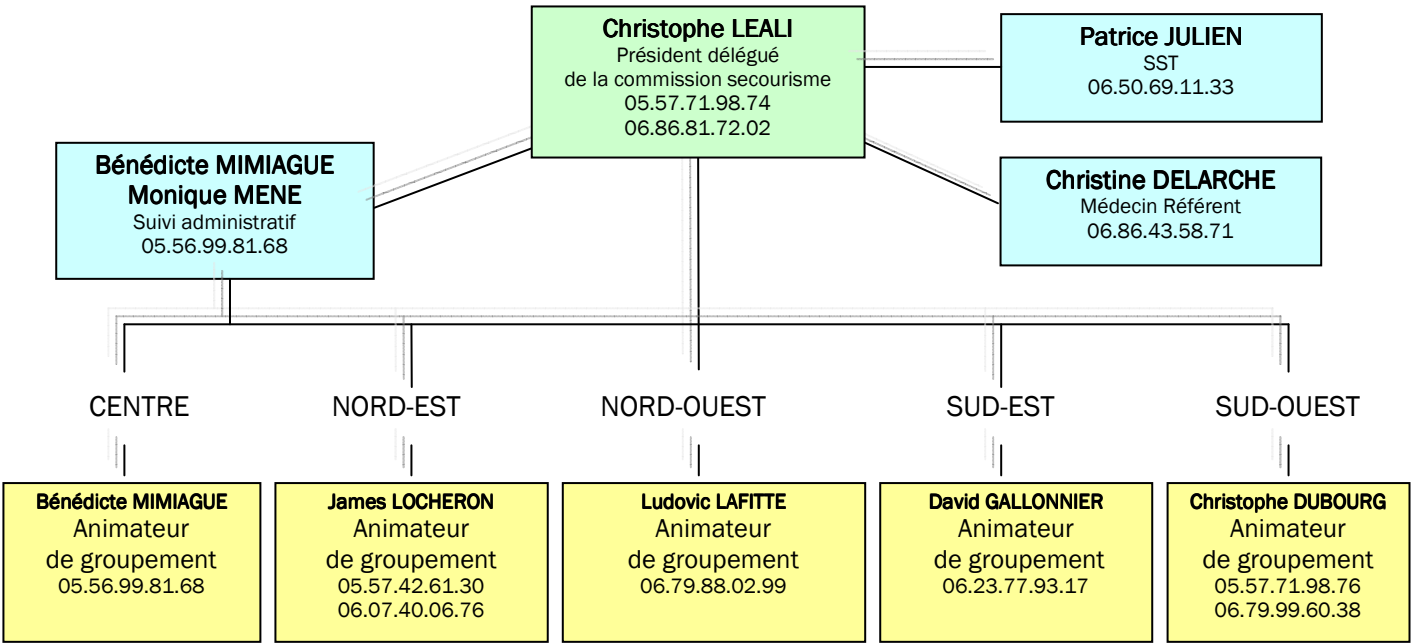 Christophe LEALI
Président délégué
de la commission secourisme
05.57.71.98.74
06.86.81.72.02
Patrice JULIEN
SST
06.50.69.11.33
Bénédicte MIMIAGUE
Monique MENE
Suivi administratif
05.56.99.81.68
Christine DELARCHE
Médecin Référent
06.86.43.58.71
CENTRE
NORD-EST
NORD-OUEST
SUD-EST
SUD-OUEST
Bénédicte MIMIAGUE
Animateur
de groupement
05.56.99.81.68
James LOCHERON
Animateur
de groupement
05.57.42.61.30
06.07.40.06.76
Ludovic LAFITTE
Animateur
de groupement
06.79.88.02.99
David GALLONNIER
Animateur
de groupement
06.23.77.93.17
Christophe DUBOURG
Animateur
de groupement
05.57.71.98.76
06.79.99.60.38